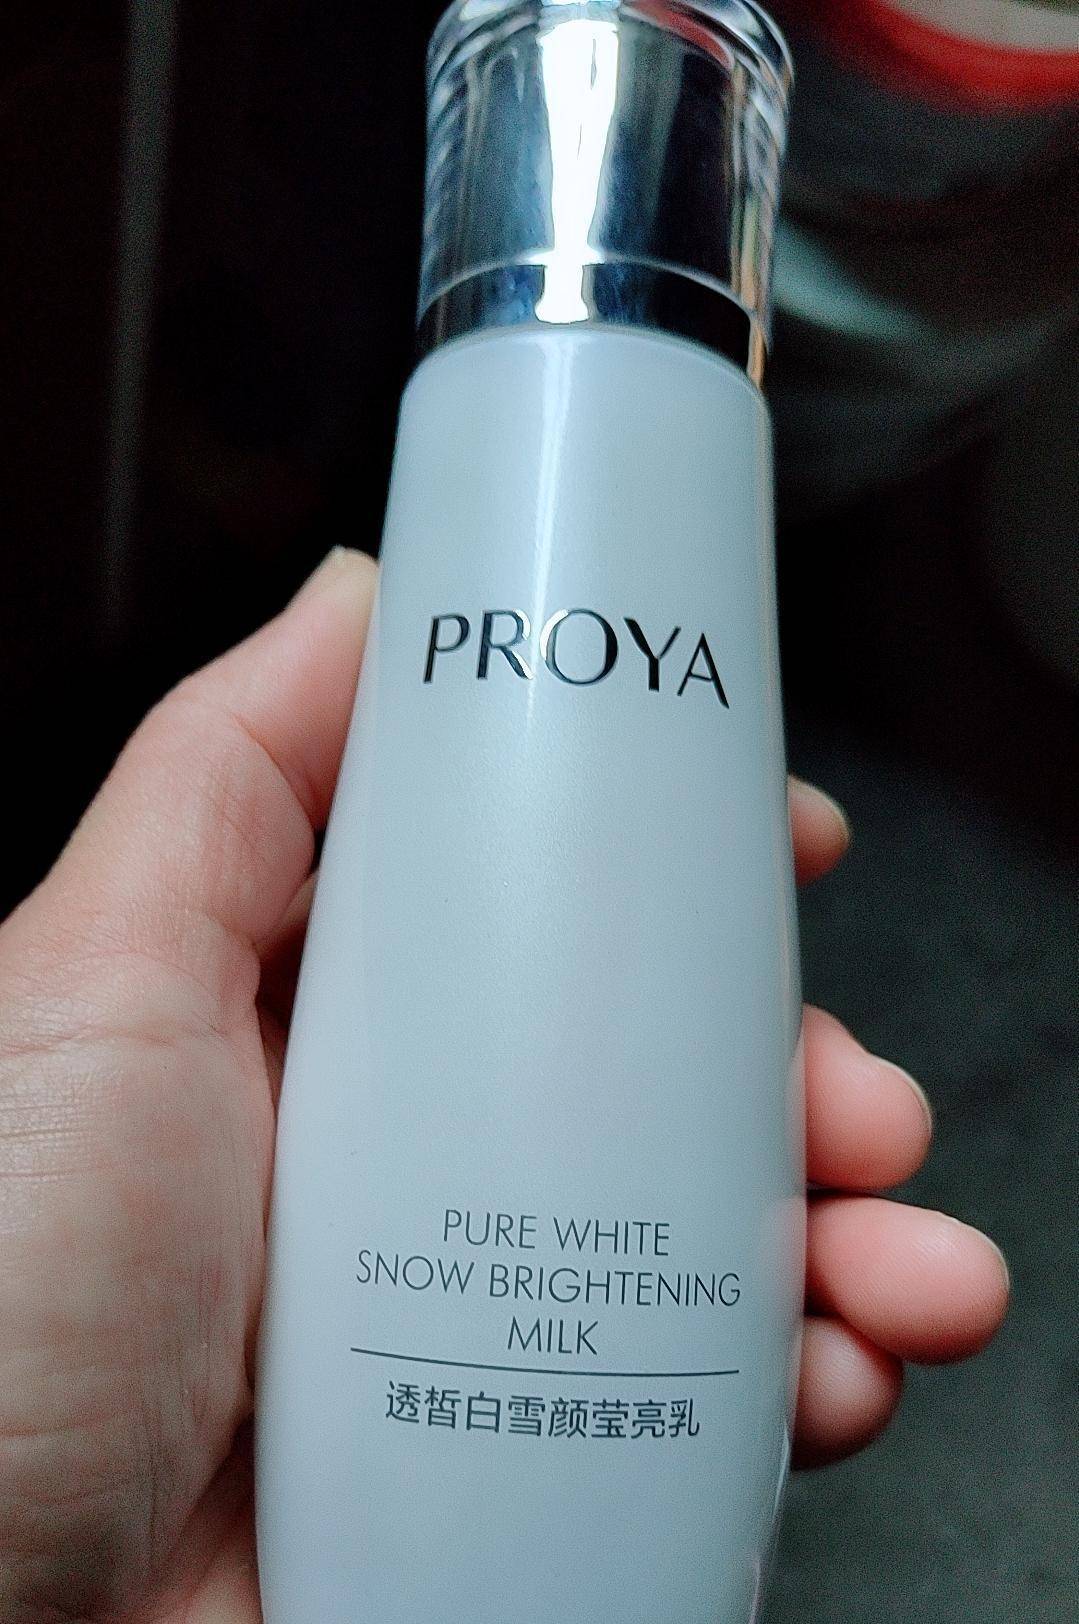 PROYA
PURE WHITE
SNOW BRIGHTENING
MILK
透皙白雪颜莹亮乳